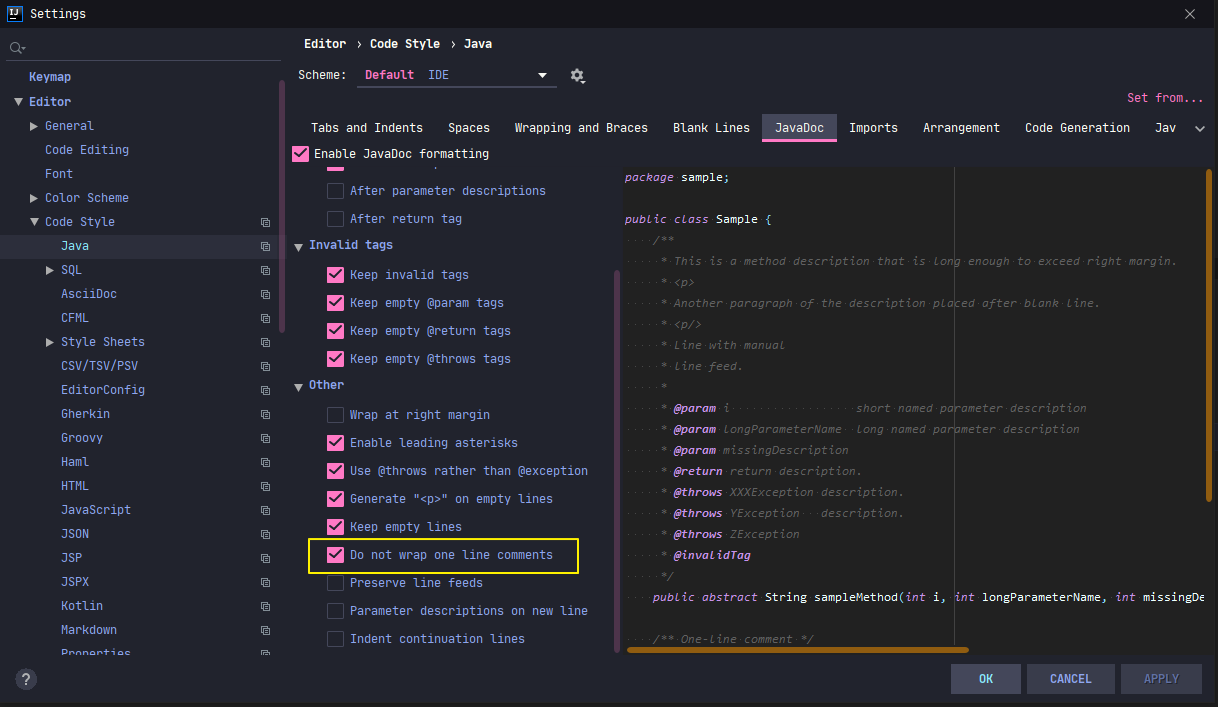 IJ Settings
Editor › Code Style › Java
Scheme: Default IDE
Set from...
Keymap
Editor
General
Code Editing
Font
Color Scheme
Code Style
Java
SQL
AsciiDoc
CFML
Style Sheets
CSV/TSV/PSV
EditorConfig
Gherkin
Groovy
Haml
HTML
JavaScript
JSON
JSP
JSPX
Kotlin
Markdown
Properties
Tabs and Indents Spaces Wrapping and Braces Blank Lines JavaDoc Imports Arrangement Code Generation Jav
Enable JavaDoc formatting
After parameter descriptions
After return tag
Invalid tags
Keep invalid tags
Keep empty @param tags
Keep empty @return tags
Keep empty @throws tags
Other
Wrap at right margin
Enable leading asterisks
Use @throws rather than @exception
Generate "<p>" on empty lines
Keep empty lines
Do not wrap one line comments
Preserve line feeds
Parameter descriptions on new line
Indent continuation lines
package sample;
public class Sample {
/**
* This is a method description that is long enough to exceed right margin.
* <p>
* Another paragraph of the description placed after blank line.
* <p/>
* Line with manual
* line feed.
*
* @param i short named parameter description
* @param longParameterName long named parameter description
* @param missingDescription
* @return return description.
* @throws XXXException description.
* @throws YException description.
* @throws ZException
* @invalidTag
*/
public abstract String sampleMethod(int i, int longParameterName, int missingDe
/** One-line comment */
?
OK CANCEL APPLY